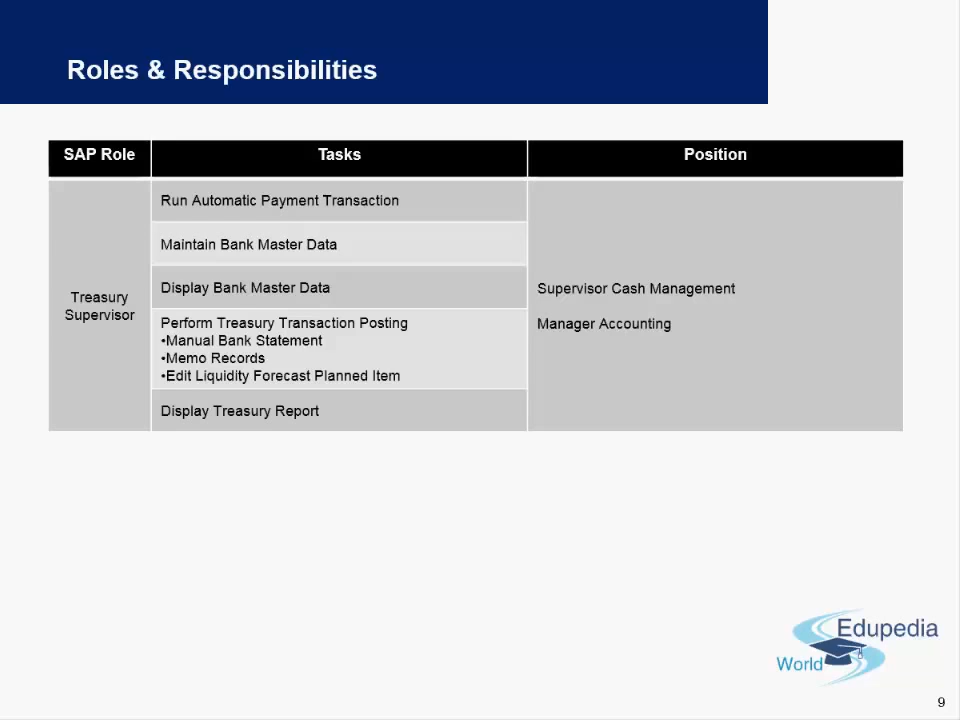 Roles & Responsibilities
SAP Role
Tasks
Position
Treasury
Supervisor
Run Automatic Payment Transaction
Maintain Bank Master Data
Display Bank Master Data
Perform Treasury Transaction Posting
•Manual Bank Statement
•Memo Records
•Edit Liquidity Forecast Planned Item
Display Treasury Report
Supervisor Cash Management
Manager Accounting
Edupedia
World
9